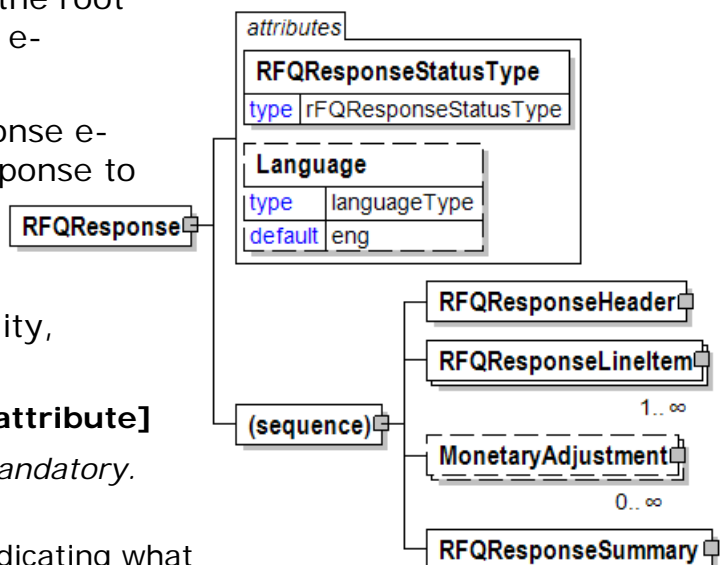 the root
e-
onse e-
ponse to
ity,
attribute]
andatory.
dicating what
attributes
RFQResponseStatusType
type rFQResponseStatusType
Language
type languageType
default eng
RFQResponse
RFQResponseHeader
RFQResponseLineItem
1.. ∞
(sequence)
MonetaryAdjustment
0.. ∞
RFQResponseSummary